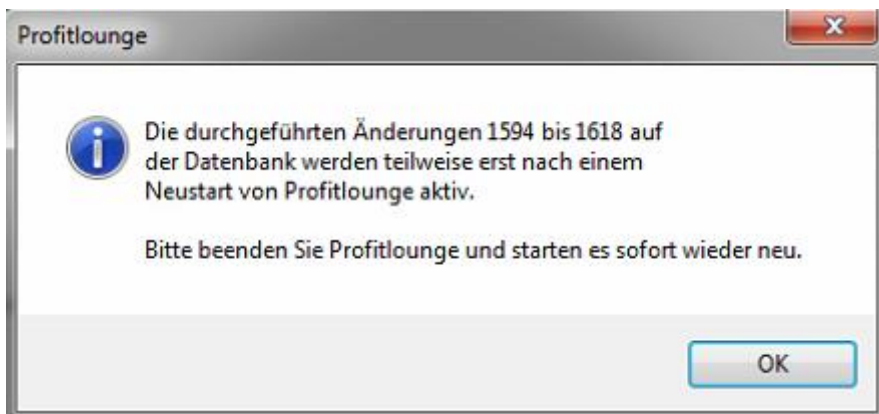 Profitlounge
Die durchgeführten Änderungen 1594 bis 1618 auf
der Datenbank werden teilweise erst nach einem
Neustart von Profitlounge aktiv.
Bitte beenden Sie Profitlounge und starten es sofort wieder neu.
OK